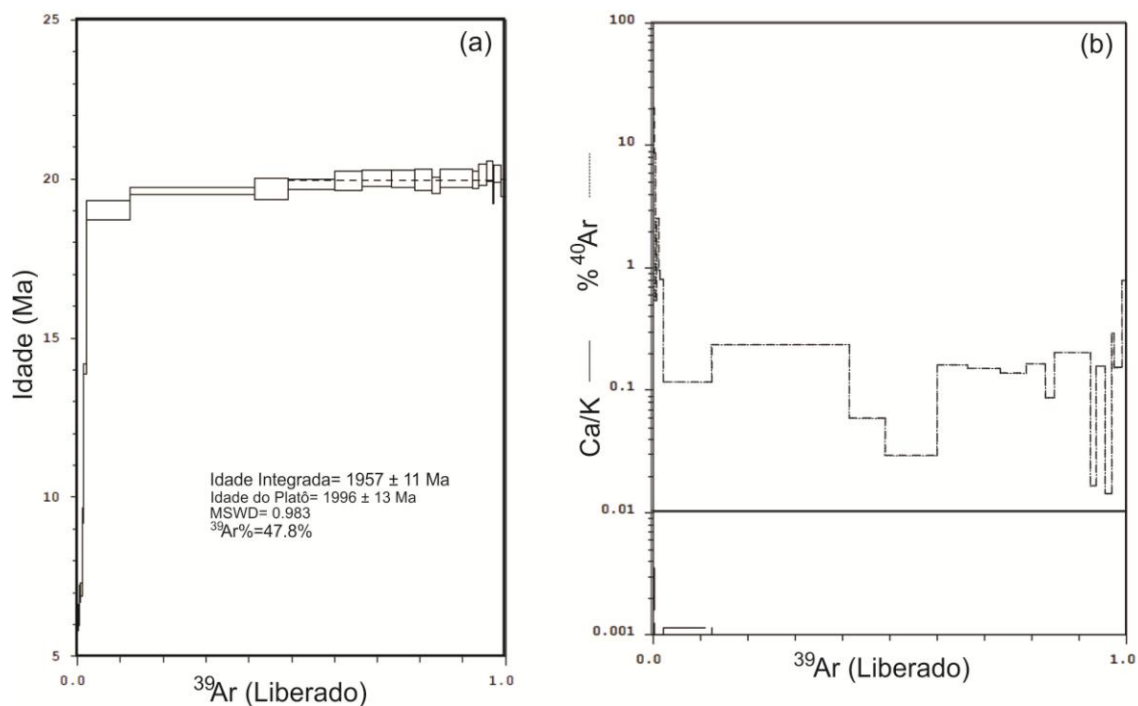 (a)
25
20
15
10
5
Idade (Ma)
Idade Integrada= 1957 ± 11 Ma
Idade do Platô= 1996 ± 13 Ma
MSWD= 0.983
³⁹Ar%=47.8%
0.0
³⁹Ar (Liberado)
1.0
(b)
100
10
1
0.1
0.01
0.001
Ca/K % ⁴⁰Ar
0.0
³⁹Ar (Liberado)
1.0